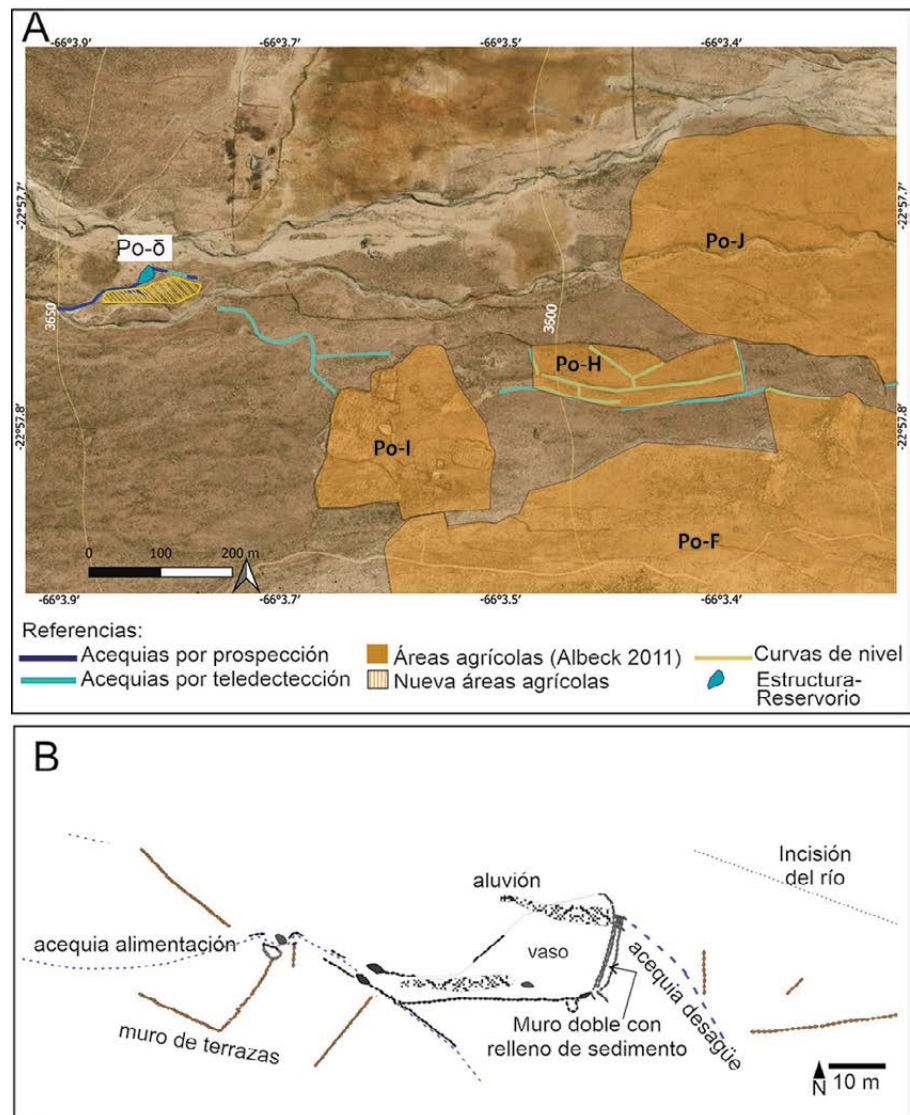 A
-66°3.9' -66°3.7' -66°3.5' -66°3.4'
-22°57.7' -22°57.7'
Po-δ
Po-J
3650
3600
Po-H
-22°57.8' -22°57.8'
Po-I
Po-F
0 100 200 m
-66°3.9' -66°3.7' -66°3.5' -66°3.4'
Referencias:
Acequias por prospección
Acequias por teledectección
Áreas agrícolas (Albeck 2011)
Nueva áreas agrícolas
Curvas de nivel
Estructura-
Reservorio
B
Incisión
del río
aluvión
acequia alimentación
vaso
acequia desagüe
muro de terrazas
Muro doble con
relleno de sedimento
N
10 m